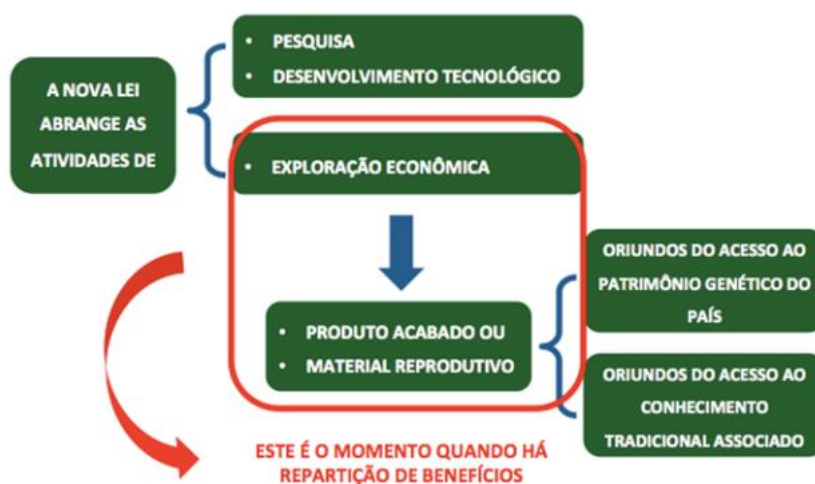 A NOVA LEI
ABRANGE AS
ATIVIDADES DE
• PESQUISA
• DESENVOLVIMENTO TECNOLÓGICO
• EXPLORAÇÃO ECONÔMICA
• PRODUTO ACABADO OU
• MATERIAL REPRODUTIVO
ORIUNDOS DO ACESSO AO
PATRIMÔNIO GENÉTICO DO
PAÍS
ORIUNDOS DO ACESSO AO
CONHECIMENTO
TRADICIONAL ASSOCIADO
ESTE É O MOMENTO QUANDO HÁ
REPARTIÇÃO DE BENEFÍCIOS